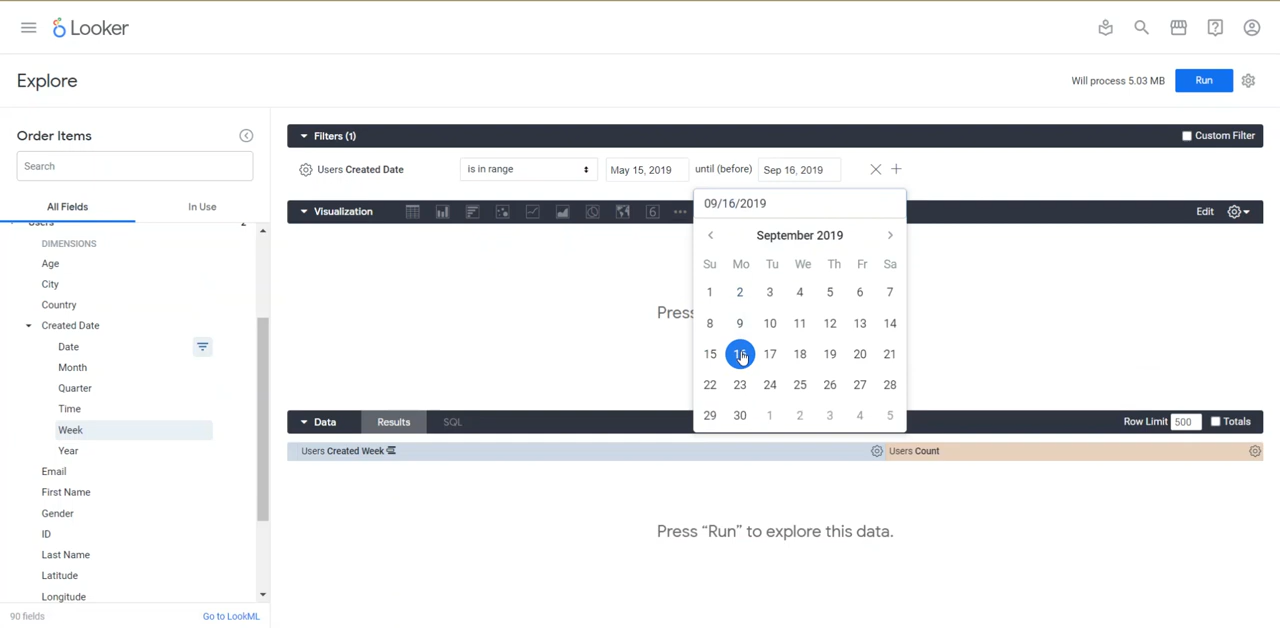 Looker
Explore
Will process 5.03 MB
Run
Order Items
Search
All Fields
In Use
DIMENSIONS
Age
City
Country
Created Date
Date
Month
Quarter
Time
Week
Year
Email
First Name
Gender
ID
Last Name
Latitude
Longitude
90 fields
Go to LookML
Filters (1)
Custom Filter
Users Created Date
is in range
May 15, 2019
until (before)
Sep 16, 2019
Visualization
6
Edit
09/16/2019
September 2019
Su Mo Tu We Th Fr Sa
1 2 3 4 5 6 7
8 9 10 11 12 13 14
15 16 17 18 19 20 21
22 23 24 25 26 27 28
29 30 1 2 3 4 5
Data
Results
SQL
Row Limit 500
Totals
Users Created Week
Users Count
Press “Run” to explore this data.